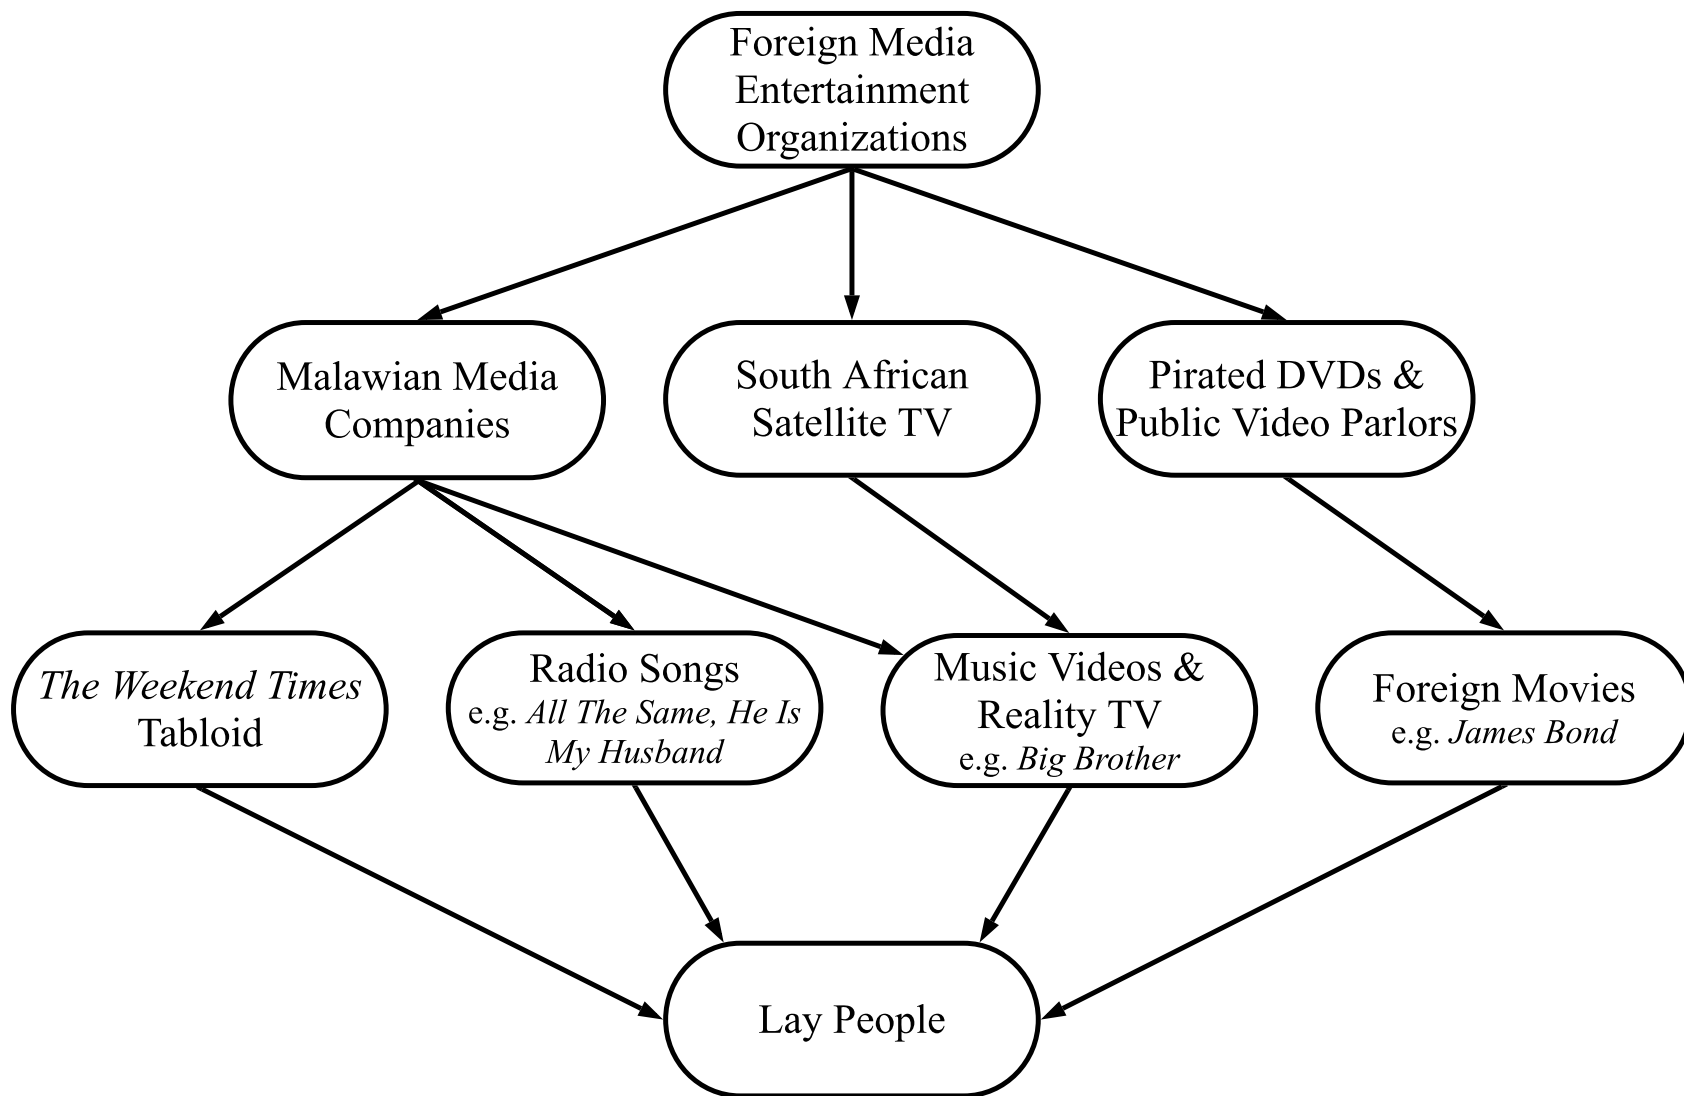 Foreign Media
Entertainment
Organizations
Malawian Media
Companies
South African
Satellite TV
Pirated DVDs &
Public Video Parlors
The Weekend Times
Tabloid
Radio Songs
e.g. All The Same, He Is
My Husband
Music Videos &
Reality TV
e.g. Big Brother
Foreign Movies
e.g. James Bond
Lay People